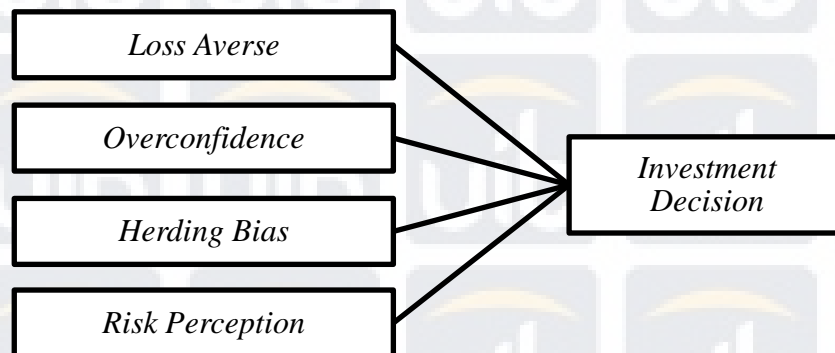 Loss Averse
Overconfidence
Herding Bias
Risk Perception
Investment
Decision